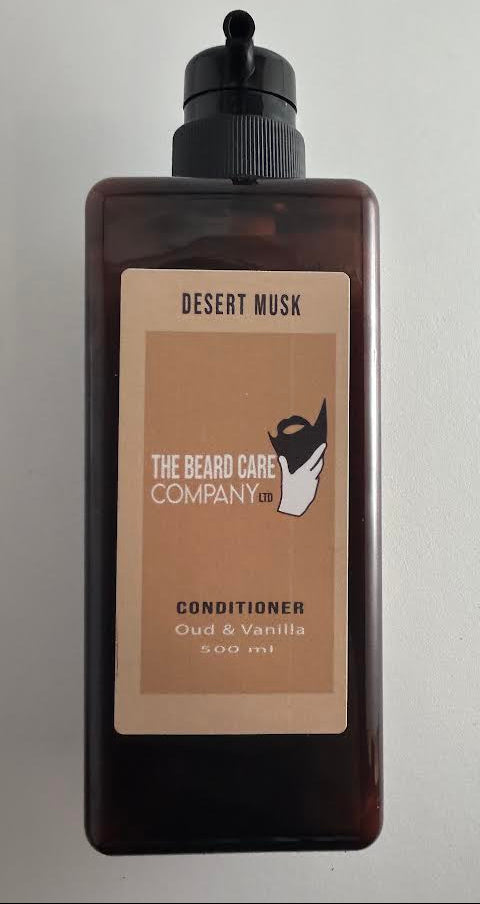 DESERT MUSK
THE BEARD CARE
COMPANY LTD
CONDITIONER
Oud & Vanilla
500 ml